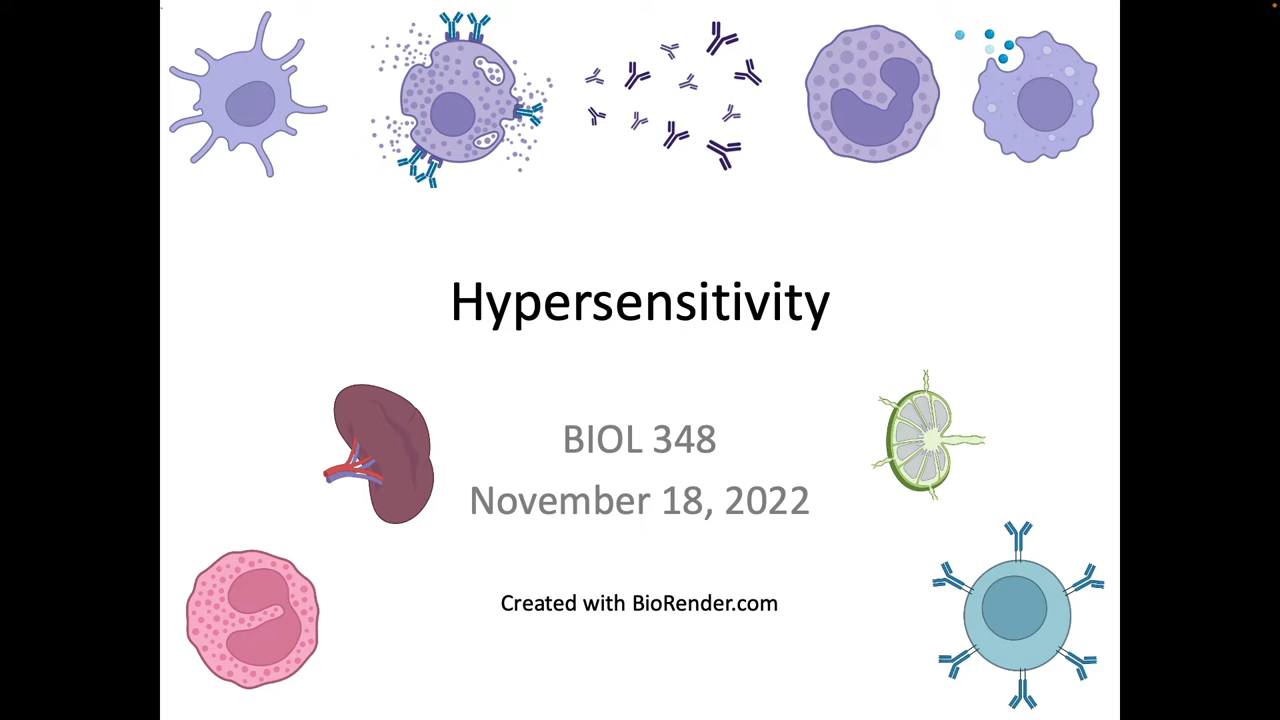 Hypersensitivity
BIOL 348
November 18, 2022
Created with BioRender.com